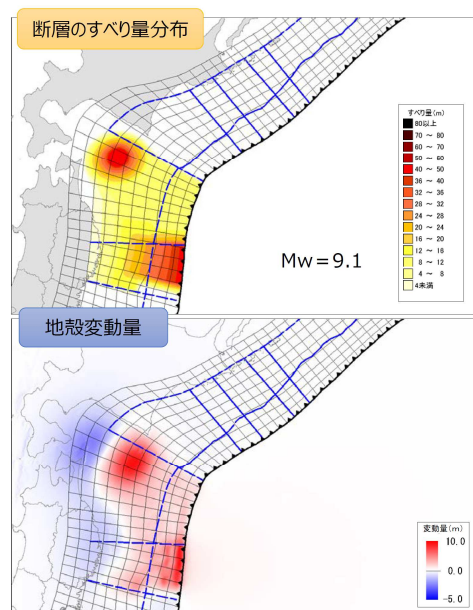 断層のすべり量分布
すべり量(m)
80以上
70 ～ 80
60 ～ 70
50 ～ 60
40 ～ 50
36 ～ 40
32 ～ 36
28 ～ 32
24 ～ 28
20 ～ 24
16 ～ 20
12 ～ 16
8 ～ 12
4 ～ 8
4未満
Mw＝9.1
地殻変動量
変動量(m)
10.0
0.0
-5.0